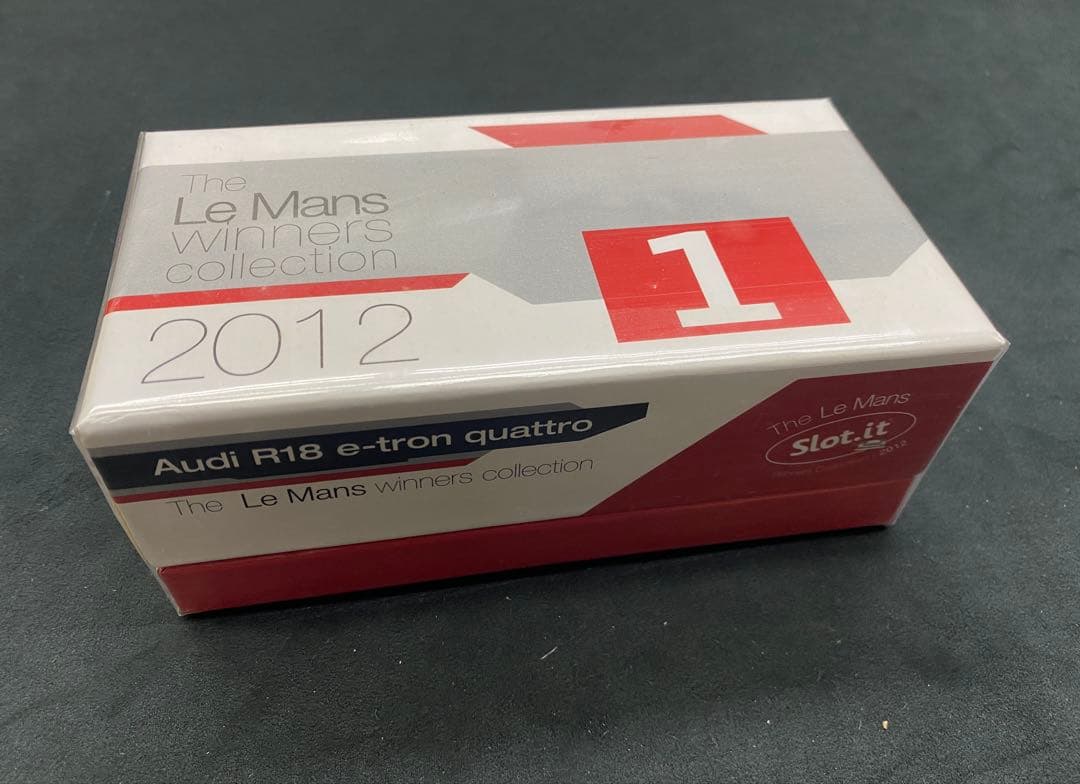 The
Le Mans
winners
collection
2012
1
Audi R18 e-tron quattro
The Le Mans winners collection
The Le Mans
Slot.it
2012